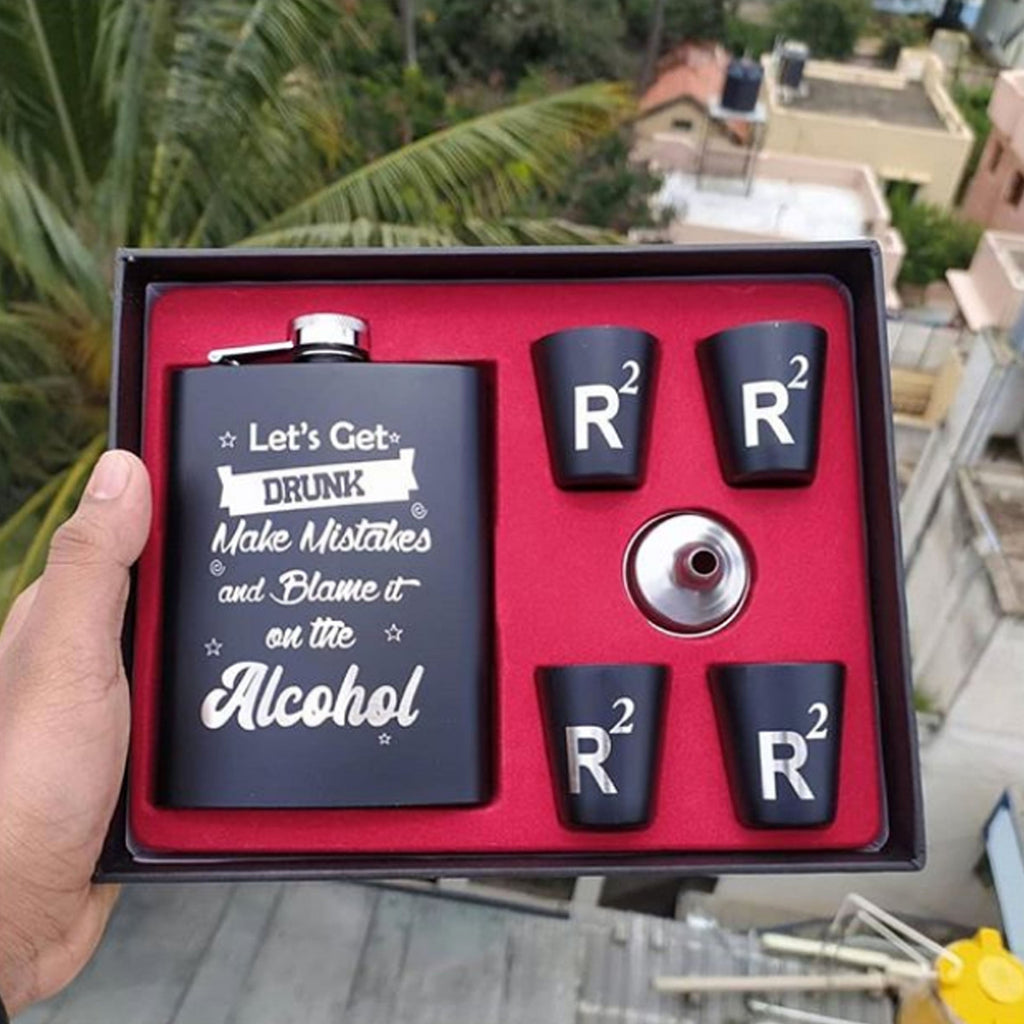 Let's Get
DRUNK
Make Mistakes
and Blame it
on the
Alcohol
R²
R²
R²
R²